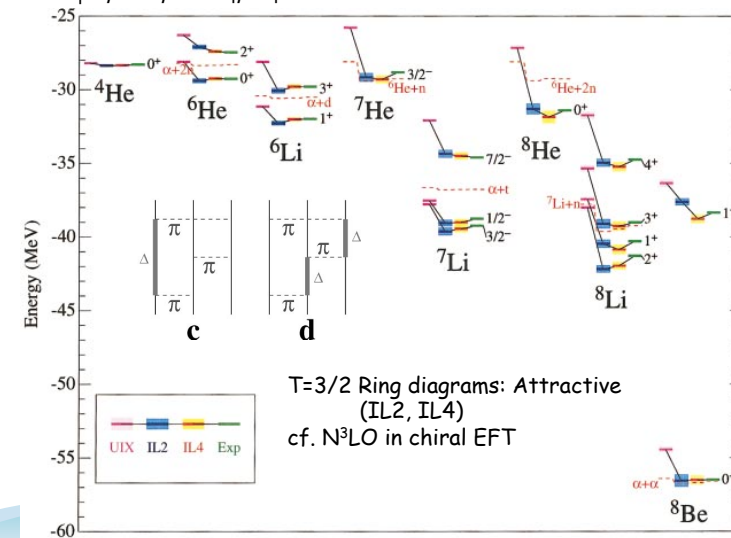 -25
-30
-35
-40
-45
-50
-55
-60
Energy (MeV)
0+
⁴He
2+
α+2n
0+
⁶He
3+
α+d
1+
⁶Li
3/2−
⁶He+n
⁷He
7/2−
α+t
1/2−
3/2−
⁷Li
⁶He+2n
0+
⁸He
4+
⁷Li+n
3+
1+
2+
⁸Li
1
α+α
0
⁸Be
π π
Δ π π Δ
Δ
π π
c d
T=3/2 Ring diagrams: Attractive
(IL2, IL4)
cf. N³LO in chiral EFT
UIX IL2 IL4 Exp